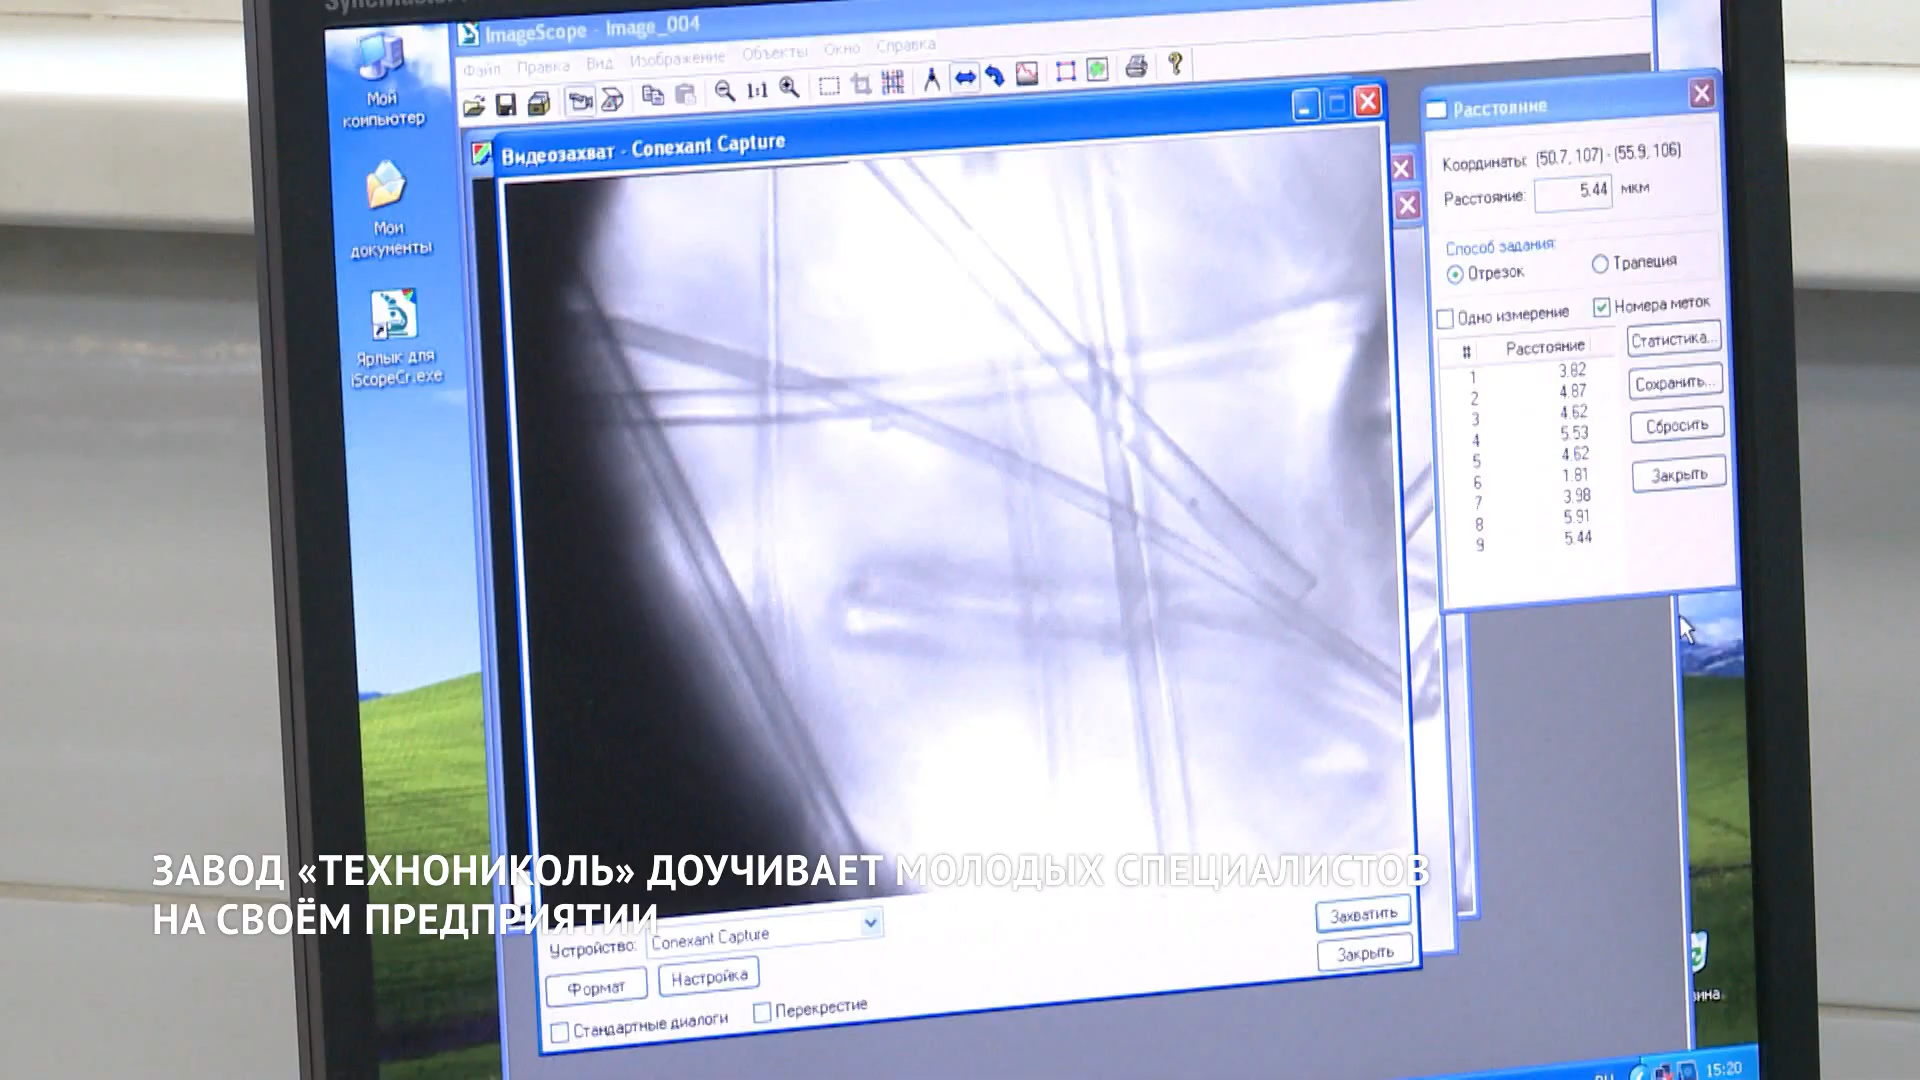 ImageScope - Image_004
Файл Правка Вид Изображение Объекты Окно Справка
1:1
Мой
компьютер
Мои
документы
Ярлык для
iScopeCr.exe
Видеозахват - Conexant Capture
Расстояние
Координаты: (50.7, 107) - (55.9, 106)
Расстояние: 5.44 мкм
Способ задания:
Отрезок Трапеция
Одно измерение Номера меток
# Расстояние
1 3.82
2 4.87
3 4.62
4 5.53
5 4.62
6 1.81
7 3.98
8 5.91
9 5.44
Статистика...
Сохранить...
Сбросить
Закрыть
ЗАВОД «ТЕХНОНИКОЛЬ» ДОУЧИВАЕТ МОЛОДЫХ СПЕЦИАЛИСТОВ
НА СВОЁМ ПРЕДПРИЯТИИ
Устройство: Conexant Capture
Захватить
Формат Настройка
Закрыть
Стандартные диалоги Перекрестие
15:20